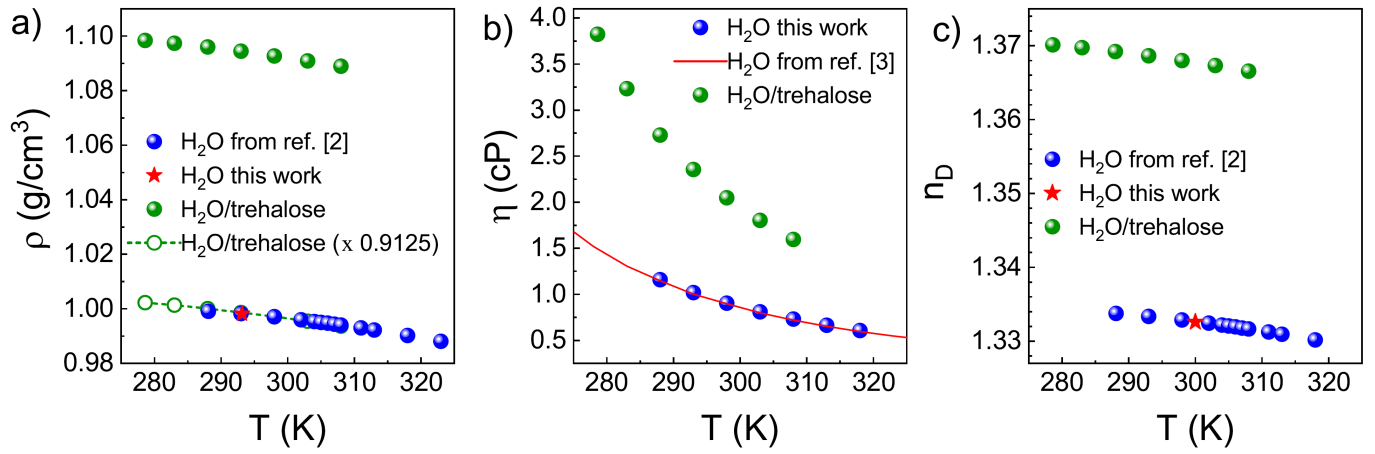 a)
ρ (g/cm³)
1.10
1.08
1.06
1.04
1.02
1.00
0.98
H₂O from ref. [2]
H₂O this work
H₂O/trehalose
H₂O/trehalose (x 0.9125)
280 290 300 310 320
T (K)
b)
η (cP)
4.0
3.5
3.0
2.5
2.0
1.5
1.0
0.5
H₂O this work
H₂O from ref. [3]
H₂O/trehalose
280 290 300 310 320
T (K)
c)
n_D
1.37
1.36
1.35
1.34
1.33
H₂O from ref. [2]
H₂O this work
H₂O/trehalose
280 290 300 310 320
T (K)